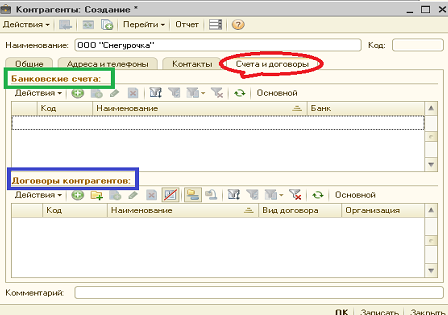 Контрагенты: Создание *
Действия Перейти Отчет ?
Наименование: ООО "Снегурочка" Код:
Общие Адреса и телефоны Контакты Счета и договоры
Банковские счета:
Действия Основной
Код Наименование Банк
Договоры контрагентов:
Действия Основной
Код Наименование Вид договора Организация
Комментарий:
OK Записать Закрыть